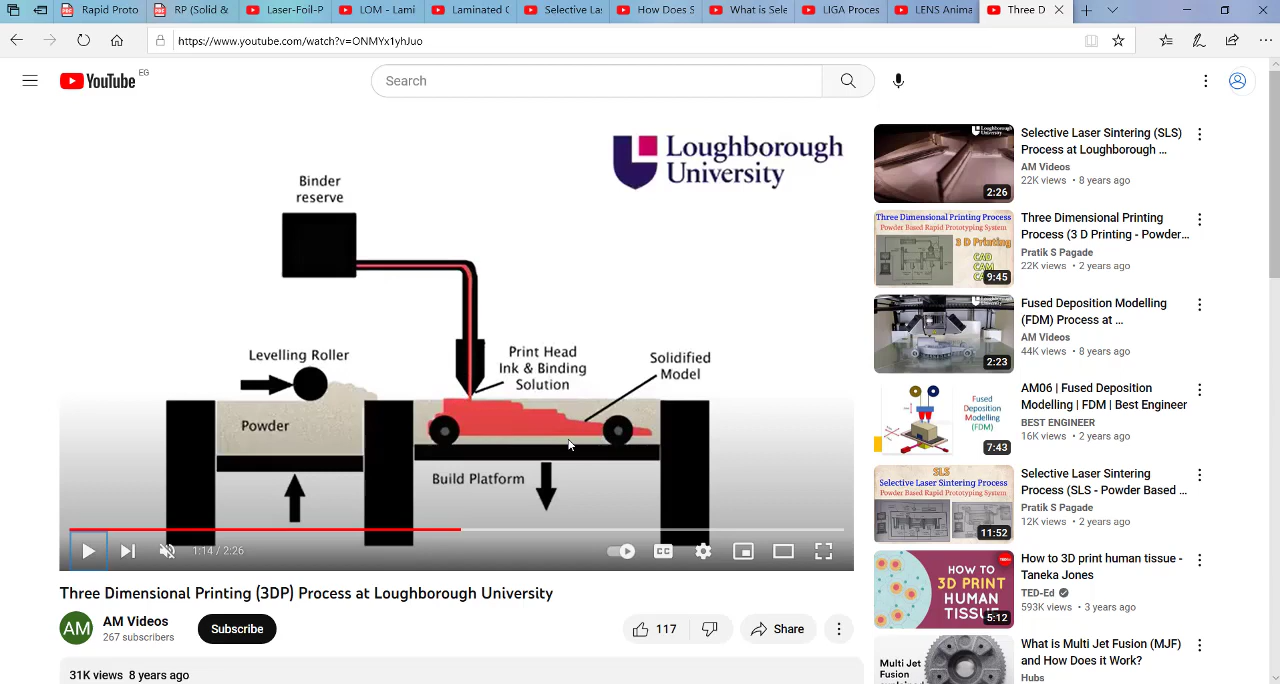 Rapid Proto
RP (Solid &
Laser-Foil-P
LOM - Lami
Laminated
Selective La
How Does S
What is Sele
LIGA Proces
LENS Anima
Three D
https://www.youtube.com/watch?v=ONMYx1yhJuo
YouTube EG
Search
Loughborough
University
Binder
reserve
Levelling Roller
Print Head
Ink & Binding
Solution
Solidified
Model
Powder
Build Platform
1:14 / 2:26
CC
Three Dimensional Printing (3DP) Process at Loughborough University
AM
AM Videos
267 subscribers
Subscribe
117
Share
31K views 8 years ago
Loughborough
University
2:26
Selective Laser Sintering (SLS)
Process at Loughborough ...
AM Videos
22K views • 8 years ago
Three Dimensional Printing Process
Powder Based Rapid Prototyping System
3 D Printing
CAD
CAM
9:45
Three Dimensional Printing
Process (3 D Printing - Powder...
Pratik S Pagade
22K views • 2 years ago
Loughborough
University
2:23
Fused Deposition Modelling
(FDM) Process at ...
AM Videos
44K views • 8 years ago
Fused
Deposition
Modelling
(FDM)
7:43
AM06 | Fused Deposition
Modelling | FDM | Best Engineer
BEST ENGINEER
16K views • 2 years ago
SLS
Selective Laser Sintering Process
Powder Based Rapid Prototyping System
11:52
Selective Laser Sintering
Process (SLS - Powder Based ...
Pratik S Pagade
12K views • 2 years ago
HOW TO
3D PRINT
HUMAN
TISSUE
5:12
How to 3D print human tissue -
Taneka Jones
TED-Ed
593K views • 3 years ago
Multi Jet
Fusion
What is Multi Jet Fusion (MJF)
and How Does it Work?
Hubs